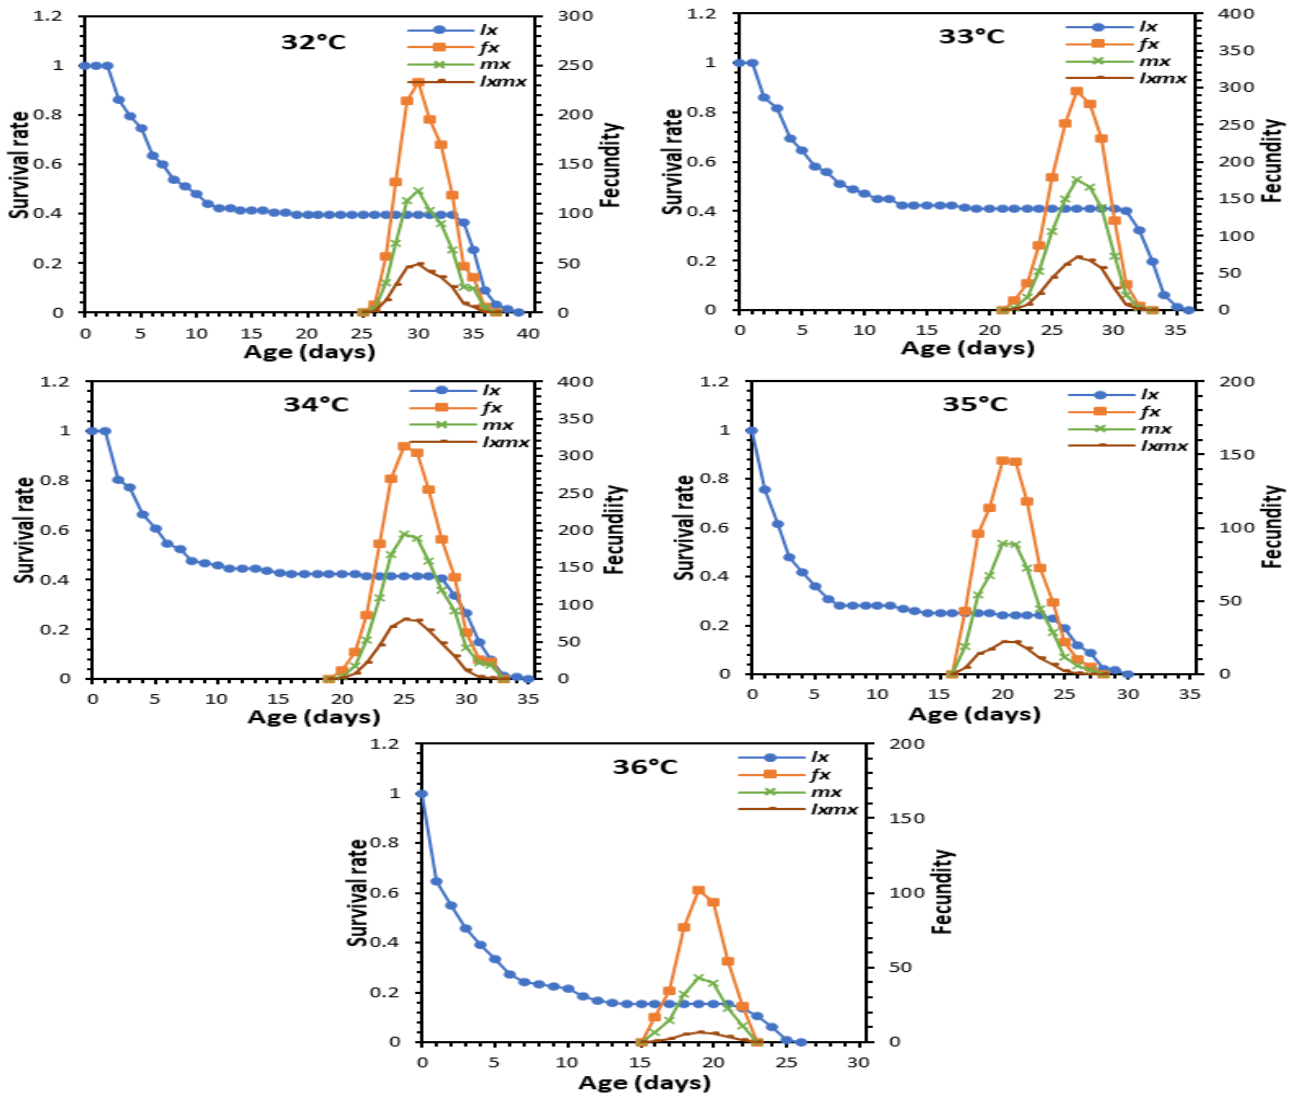 32°C
lx
fx
mx
lxmx
1.2
1
0.8
0.6
0.4
0.2
0
300
250
200
150
100
50
0
Survival rate
Fecundity
0 5 10 15 20 25 30 35 40
Age (days)
33°C
lx
fx
mx
lxmx
1.2
1
0.8
0.6
0.4
0.2
0
400
350
300
250
200
150
100
50
0
Survival rate
Fecundity
0 5 10 15 20 25 30 35
Age (days)
34°C
lx
fx
mx
lxmx
1.2
1
0.8
0.6
0.4
0.2
0
400
350
300
250
200
150
100
50
0
Survival rate
Fecundiity
0 5 10 15 20 25 30 35
Age (days)
35°C
lx
fx
mx
lxmx
1.2
1
0.8
0.6
0.4
0.2
0
200
150
100
50
0
Survival rate
Fecundity
0 5 10 15 20 25 30 35
Age (days)
36°C
lx
fx
mx
lxmx
1.2
1
0.8
0.6
0.4
0.2
0
200
150
100
50
0
Survival rate
Fecundity
0 5 10 15 20 25 30
Age (days)